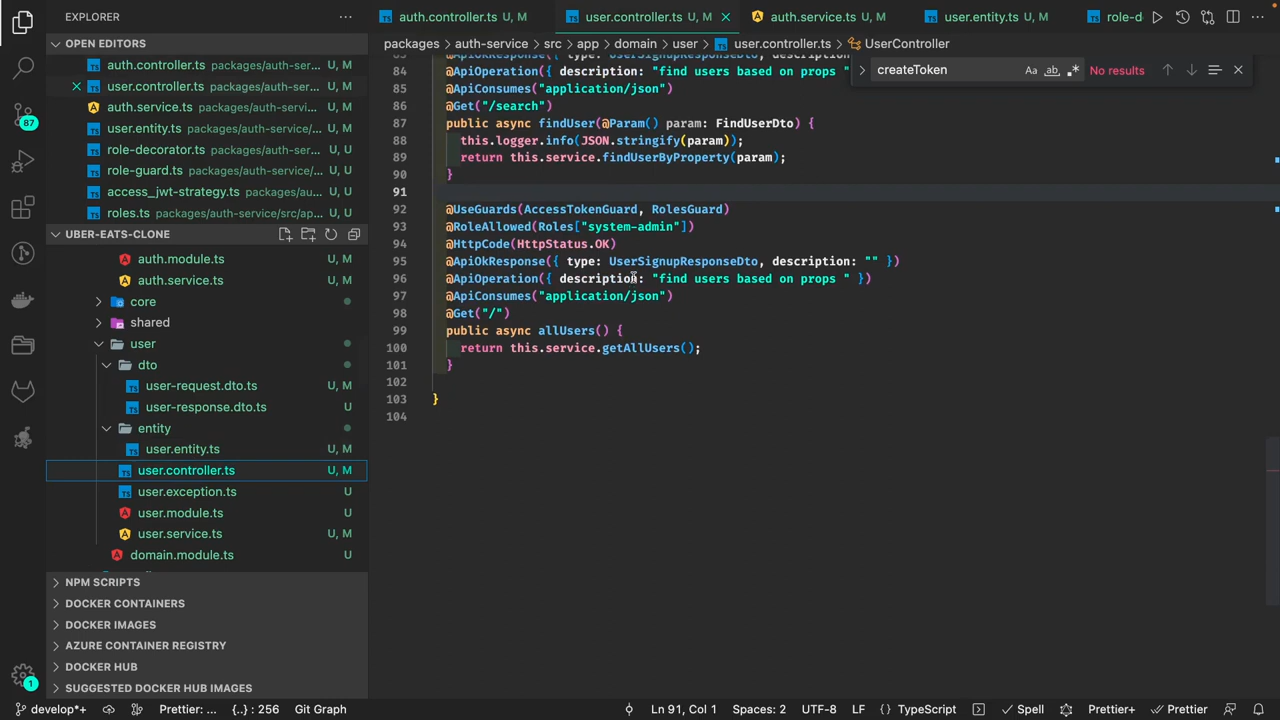 EXPLORER
auth.controller.ts U, M
user.controller.ts U, M
auth.service.ts U, M
user.entity.ts U, M
role-d
OPEN EDITORS
packages > auth-service > src > app > domain > user > user.controller.ts > UserController
auth.controller.ts packages/auth-ser...
user.controller.ts packages/auth-ser...
auth.service.ts packages/auth-servi...
user.entity.ts packages/auth-service/...
role-decorator.ts packages/auth-ser...
role-guard.ts packages/auth-service/...
access_jwt-strategy.ts packages/au...
roles.ts packages/auth-service/src/ap...
UBER-EATS-CLONE
auth.module.ts U
auth.service.ts U, M
core
shared
user
dto
user-request.dto.ts U, M
user-response.dto.ts U
entity
user.entity.ts U, M
user.controller.ts U, M
user.exception.ts U
user.module.ts U
user.service.ts U, M
domain.module.ts U
NPM SCRIPTS
DOCKER CONTAINERS
DOCKER IMAGES
AZURE CONTAINER REGISTRY
DOCKER HUB
SUGGESTED DOCKER HUB IMAGES
87
1
createToken
Aa
ab
No results
83 @ApiOkResponse({ type: UserSignupResponseDto, description
84 @ApiOperation({ description: "find users based on props "
85 @ApiConsumes("application/json")
86 @Get("/search")
87 public async findUser(@Param() param: FindUserDto) {
88 this.logger.info(JSON.stringify(param));
89 return this.service.findUserByProperty(param);
90 }
91
92 @UseGuards(AccessTokenGuard, RolesGuard)
93 @RoleAllowed(Roles["system-admin"])
94 @HttpCode(HttpStatus.OK)
95 @ApiOkResponse({ type: UserSignupResponseDto, description: "" })
96 @ApiOperation({ description: "find users based on props " })
97 @ApiConsumes("application/json")
98 @Get("/")
99 public async allUsers() {
100 return this.service.getAllUsers();
101 }
102
103 }
104
develop*+
Prettier: ...
{..} : 256
Git Graph
Ln 91, Col 1
Spaces: 2
UTF-8
LF
{} TypeScript
Spell
Prettier+
Prettier